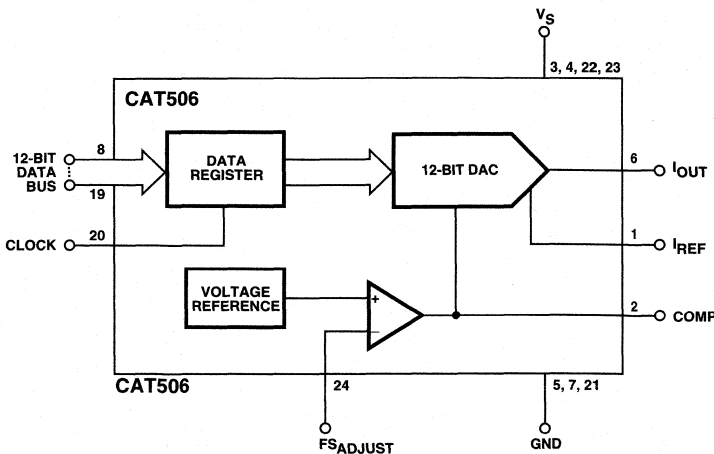 VS
3, 4, 22, 23
CAT506
8
12-BIT
DATA
BUS
19
DATA
REGISTER
12-BIT DAC
6
IOUT
20
CLOCK
1
IREF
VOLTAGE
REFERENCE
+
−
2
COMP
CAT506
24
5, 7, 21
FSADJUST
GND